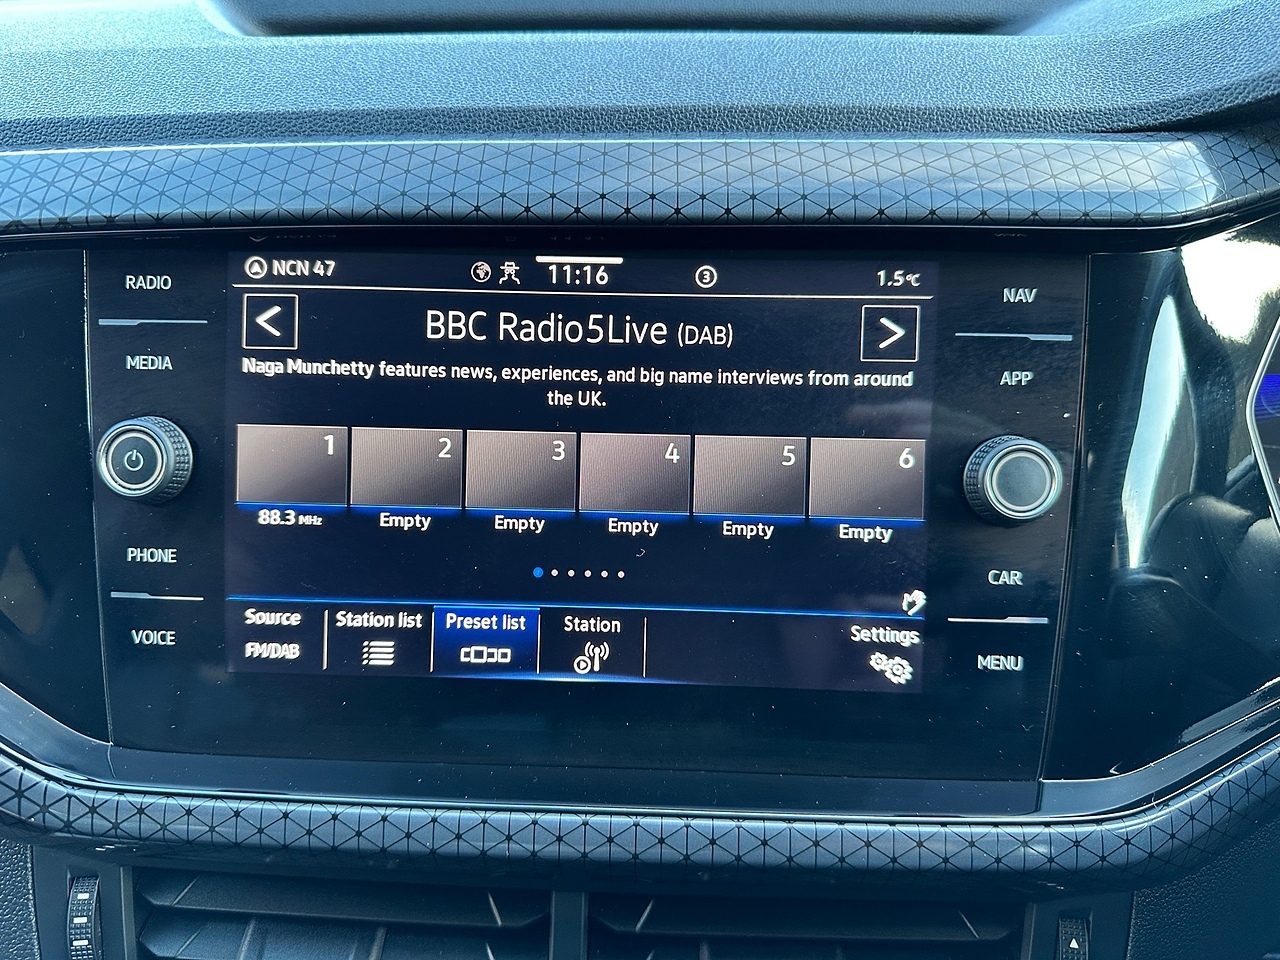 RADIO
MEDIA
PHONE
VOICE
NCN 47
11:16
3
1.5°C
<
BBC Radio5Live (DAB)
>
Naga Munchetty features news, experiences, and big name interviews from around
the UK.
1
2
3
4
5
6
88.3 MHz
Empty
Empty
Empty
Empty
Empty
Source
FM/DAB
Station list
Preset list
Station
Settings
NAV
APP
CAR
MENU